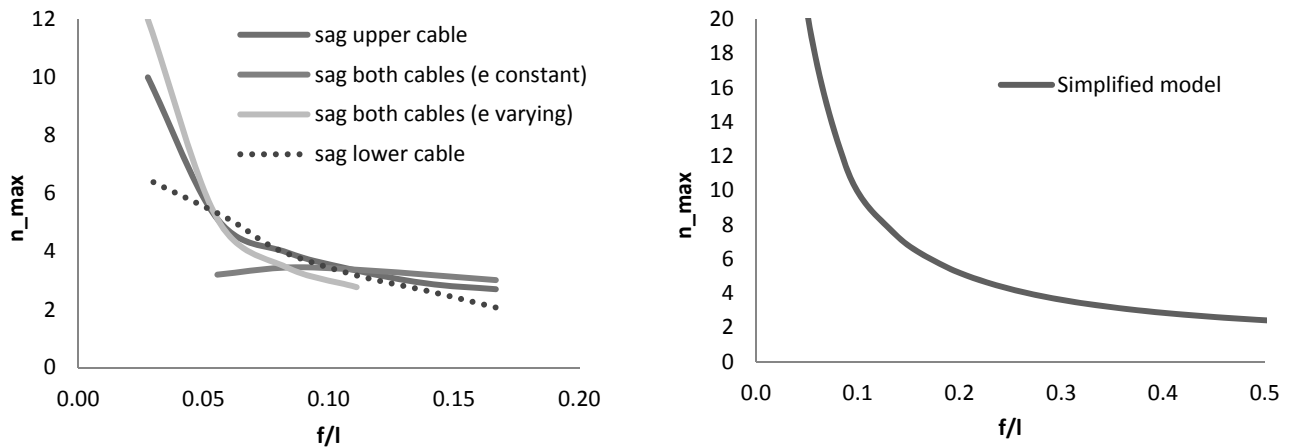 12
10
8
6
4
2
0
n_max
sag upper cable
sag both cables (e constant)
sag both cables (e varying)
sag lower cable
0.00 0.05 0.10 0.15 0.20
f/l
20
18
16
14
12
10
8
6
4
2
0
n_max
Simplified model
0.0 0.1 0.2 0.3 0.4 0.5
f/l